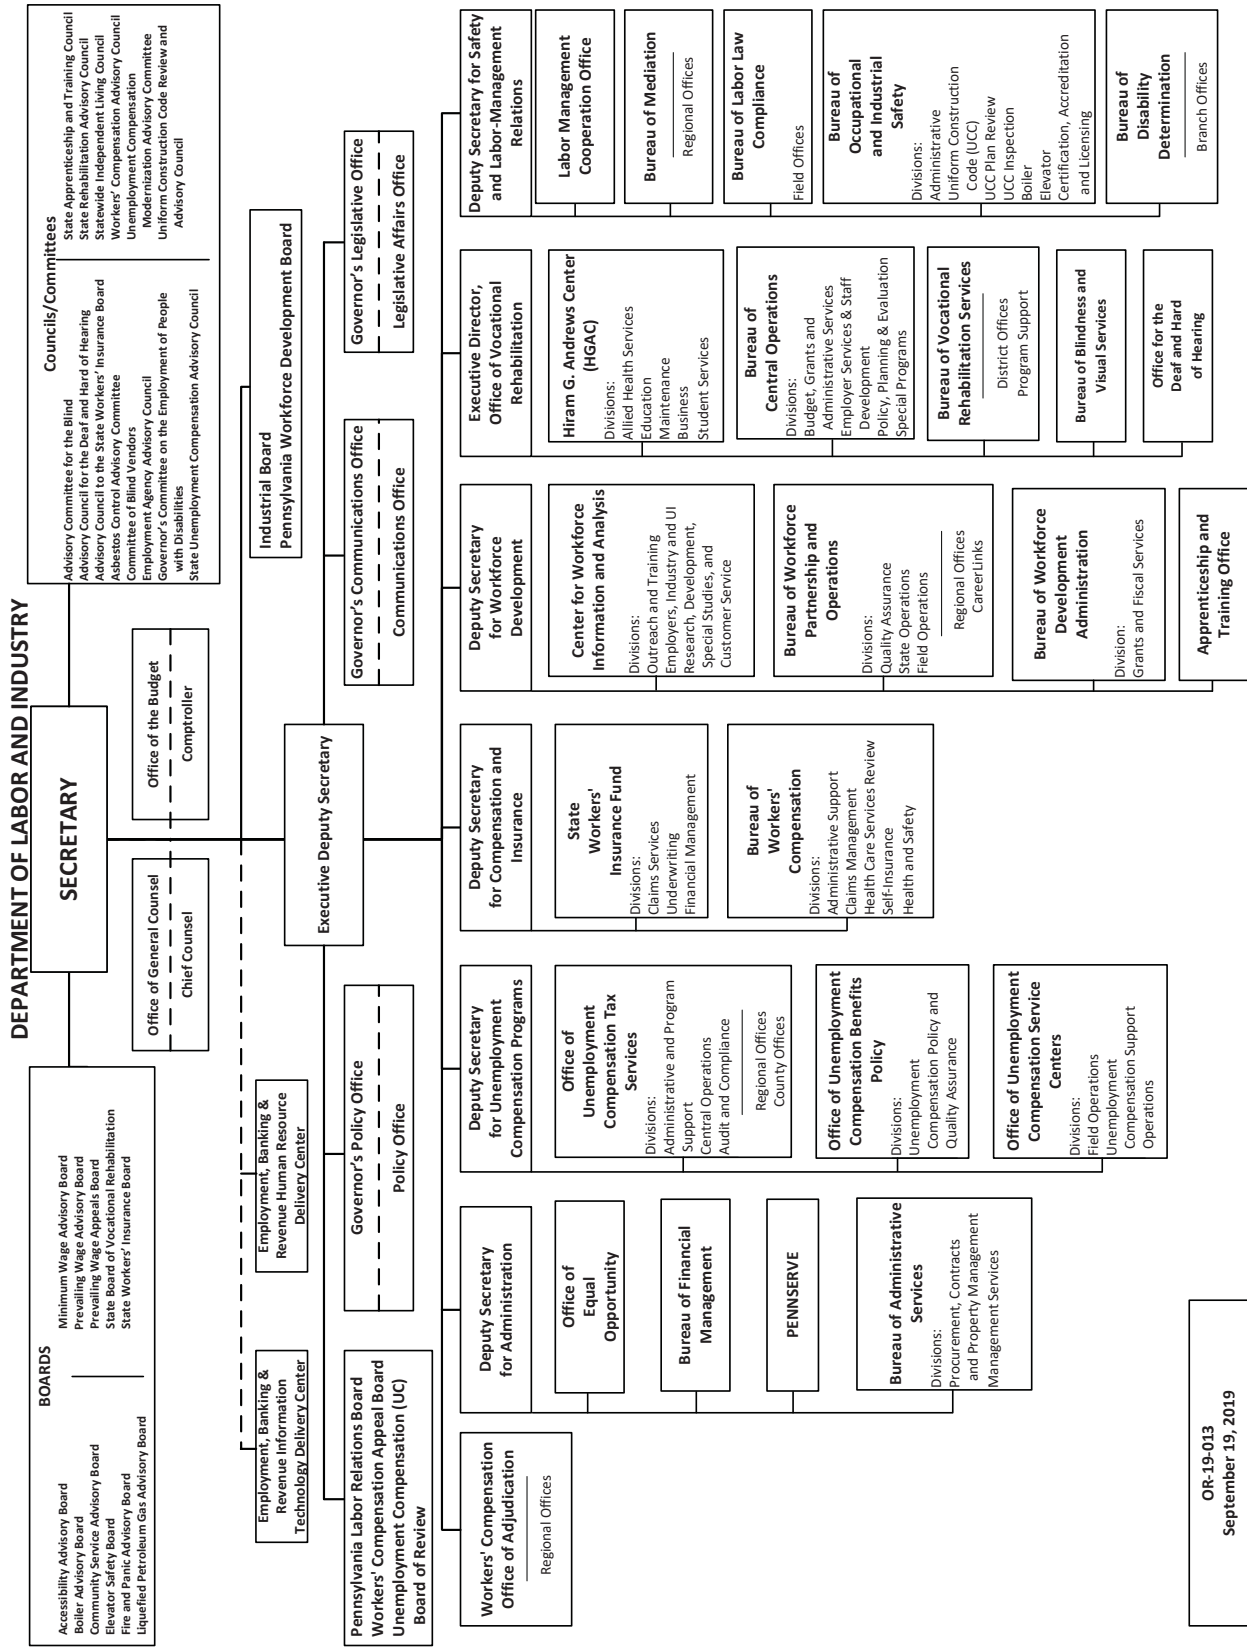 DEPARTMENT OF LABOR AND INDUSTRY
BOARDS
Accessibility Advisory Board
Boiler Advisory Board
Community Service Advisory Board
Elevator Safety Board
Fire and Panic Advisory Board
Liquefied Petroleum Gas Advisory Board
Minimum Wage Advisory Board
Prevailing Wage Advisory Board
Prevailing Wage Appeals Board
State Board of Vocational Rehabilitation
State Workers' Insurance Board
SECRETARY
Councils/Committees
Advisory Committee for the Blind
Advisory Council for the Deaf and Hard of Hearing
Advisory Council to the State Workers' Insurance Board
Asbestos Control Advisory Committee
Committee of Blind Vendors
Employment Agency Advisory Council
Governor's Committee on the Employment of People
with Disabilities
State Unemployment Compensation Advisory Council
State Apprenticeship and Training Council
State Rehabilitation Advisory Council
Statewide Independent Living Council
Workers' Compensation Advisory Council
Unemployment Compensation
Modernization Advisory Committee
Uniform Construction Code Review and
Advisory Council
Office of General Counsel
Chief Counsel
Office of the Budget
Comptroller
Employment, Banking &
Revenue Information
Technology Delivery Center
Employment, Banking &
Revenue Human Resource
Delivery Center
Industrial Board
Pennsylvania Workforce Development Board
Executive Deputy Secretary
Pennsylvania Labor Relations Board
Workers' Compensation Appeal Board
Unemployment Compensation (UC)
Board of Review
Governor's Policy Office
Policy Office
Governor's Communications Office
Communications Office
Governor's Legislative Office
Legislative Affairs Office
Workers' Compensation
Office of Adjudication
Regional Offices
Deputy Secretary
for Administration
Office of
Equal
Opportunity
Bureau of Financial
Management
PENNSERVE
Bureau of Administrative
Services
Divisions:
Procurement, Contracts
and Property Management
Management Services
Deputy Secretary
for Unemployment
Compensation Programs
Office of
Unemployment
Compensation Tax
Services
Divisions:
Administrative and Program
Support
Central Operations
Audit and Compliance
Regional Offices
County Offices
Office of Unemployment
Compensation Benefits
Policy
Divisions:
Unemployment
Compensation Policy and
Quality Assurance
Office of Unemployment
Compensation Service
Centers
Divisions:
Field Operations
Unemployment
Compensation Support
Operations
Deputy Secretary
for Compensation and
Insurance
State
Workers'
Insurance Fund
Divisions:
Claims Services
Underwriting
Financial Management
Bureau of
Workers'
Compensation
Divisions:
Administrative Support
Claims Management
Health Care Services Review
Self-Insurance
Health and Safety
Deputy Secretary
for Workforce
Development
Center for Workforce
Information and Analysis
Divisions:
Outreach and Training
Employers, Industry and UI
Research, Development,
Special Studies, and
Customer Service
Bureau of Workforce
Partnership and
Operations
Divisions:
Quality Assurance
State Operations
Field Operations
Regional Offices
CareerLinks
Bureau of Workforce
Development
Administration
Division:
Grants and Fiscal Services
Apprenticeship and
Training Office
Executive Director,
Office of Vocational
Rehabilitation
Hiram G. Andrews Center
(HGAC)
Divisions:
Allied Health Services
Education
Maintenance
Business
Student Services
Bureau of
Central Operations
Divisions:
Budget, Grants and
Administrative Services
Employer Services & Staff
Development
Policy, Planning & Evaluation
Special Programs
Bureau of Vocational
Rehabilitation Services
District Offices
Program Support
Bureau of Blindness and
Visual Services
Office for the
Deaf and Hard
of Hearing
Deputy Secretary for Safety
and Labor-Management
Relations
Labor Management
Cooperation Office
Bureau of Mediation
Regional Offices
Bureau of Labor Law
Compliance
Field Offices
Bureau of
Occupational
and Industrial
Safety
Divisions:
Administrative
Uniform Construction
Code (UCC)
UCC Plan Review
UCC Inspection
Boiler
Elevator
Certification, Accreditation
and Licensing
Bureau of
Disability
Determination
Branch Offices
OR-19-013
September 19, 2019